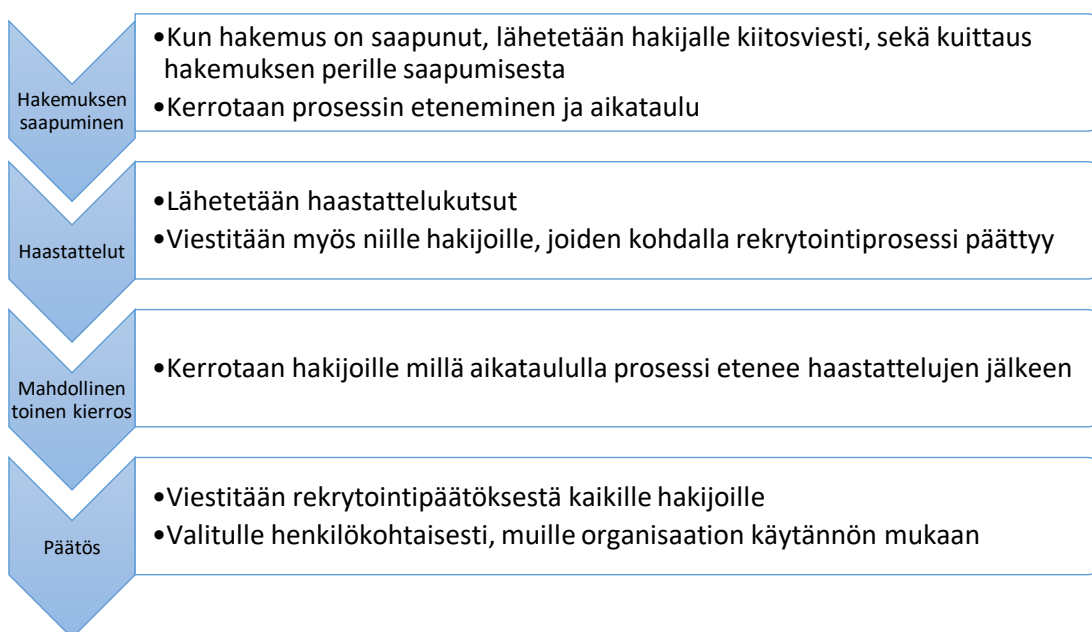 Hakemuksen
saapuminen
•Kun hakemus on saapunut, lähetetään hakijalle kiitosviesti, sekä kuittaus
hakemuksen perille saapumisesta
•Kerrotaan prosessin eteneminen ja aikataulu
Haastattelut
•Lähetetään haastattelukutsut
•Viestitään myös niille hakijoille, joiden kohdalla rekrytointiprosessi päättyy
Mahdollinen
toinen kierros
•Kerrotaan hakijoille millä aikataululla prosessi etenee haastattelujen jälkeen
Päätös
•Viestitään rekrytointipäätöksestä kaikille hakijoille
•Valitulle henkilökohtaisesti, muille organisaation käytännön mukaan